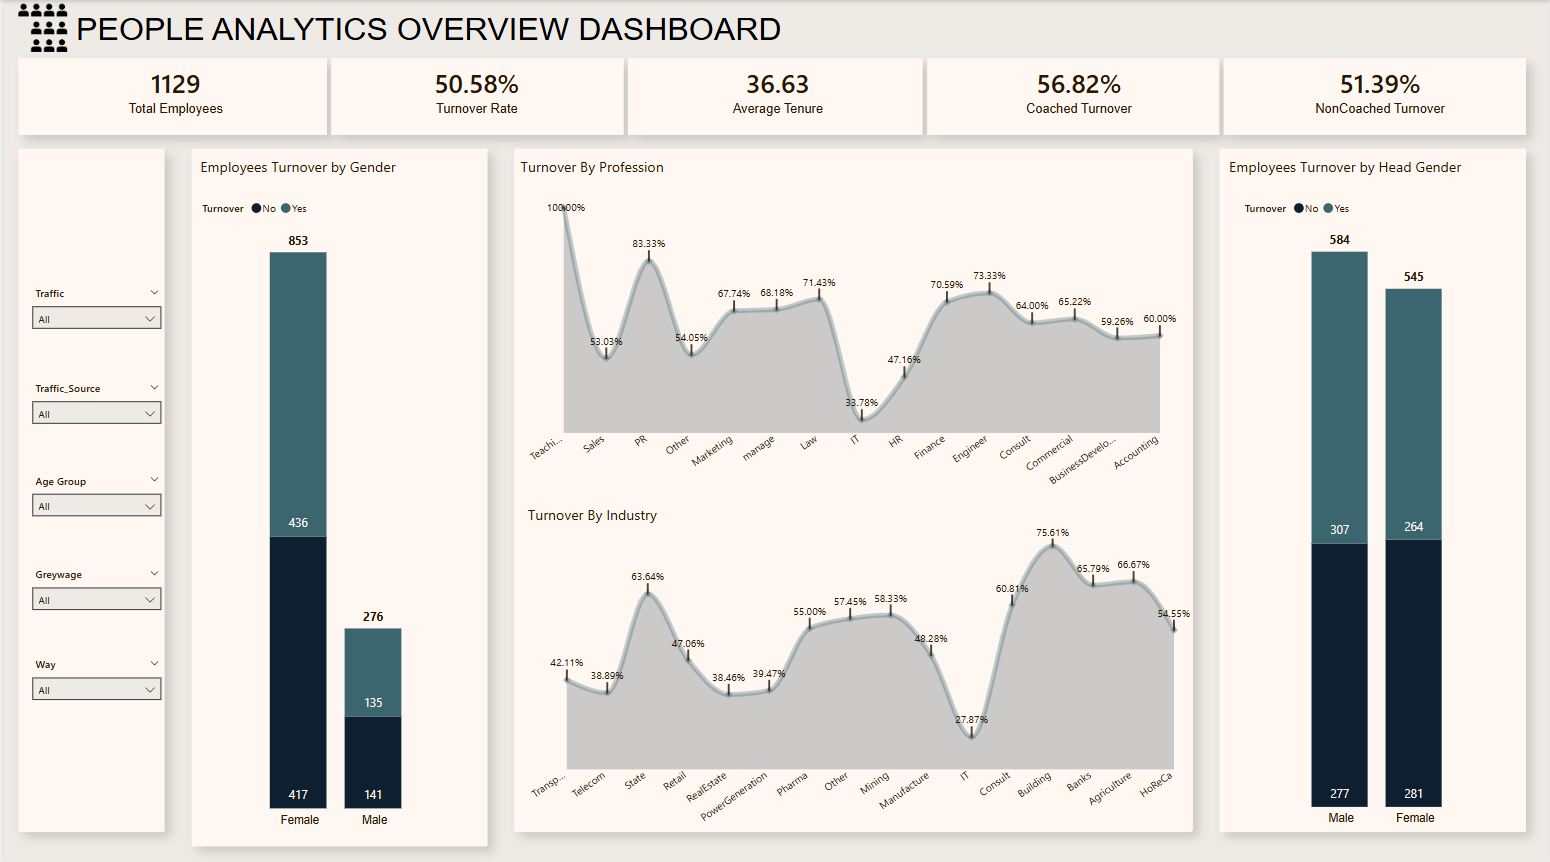 PEOPLE ANALYTICS OVERVIEW DASHBOARD
1129
Total Employees
50.58%
Turnover Rate
36.63
Average Tenure
56.82%
Coached Turnover
51.39%
NonCoached Turnover
Traffic
All
Traffic_Source
All
Age Group
All
Greywage
All
Way
All
Employees Turnover by Gender
Turnover No Yes
853
436
417
276
135
141
Female Male
Turnover By Profession
100.00%
53.03%
83.33%
54.05%
67.74%
68.18%
71.43%
33.78%
47.16%
70.59%
73.33%
64.00%
65.22%
59.26%
60.00%
Teachi...
Sales
PR
Other
Marketing
manage
Law
IT
HR
Finance
Engineer
Consult
Commercial
BusinessDevelo...
Accounting
Turnover By Industry
42.11%
38.89%
63.64%
47.06%
38.46%
39.47%
55.00%
57.45%
58.33%
48.28%
27.87%
60.81%
75.61%
65.79%
66.67%
54.55%
Transp...
Telecom
State
Retail
RealEstate
PowerGeneration
Pharma
Other
Mining
Manufacture
IT
Consult
Building
Banks
Agriculture
HoReCa
Employees Turnover by Head Gender
Turnover No Yes
584
307
277
545
264
281
Male Female